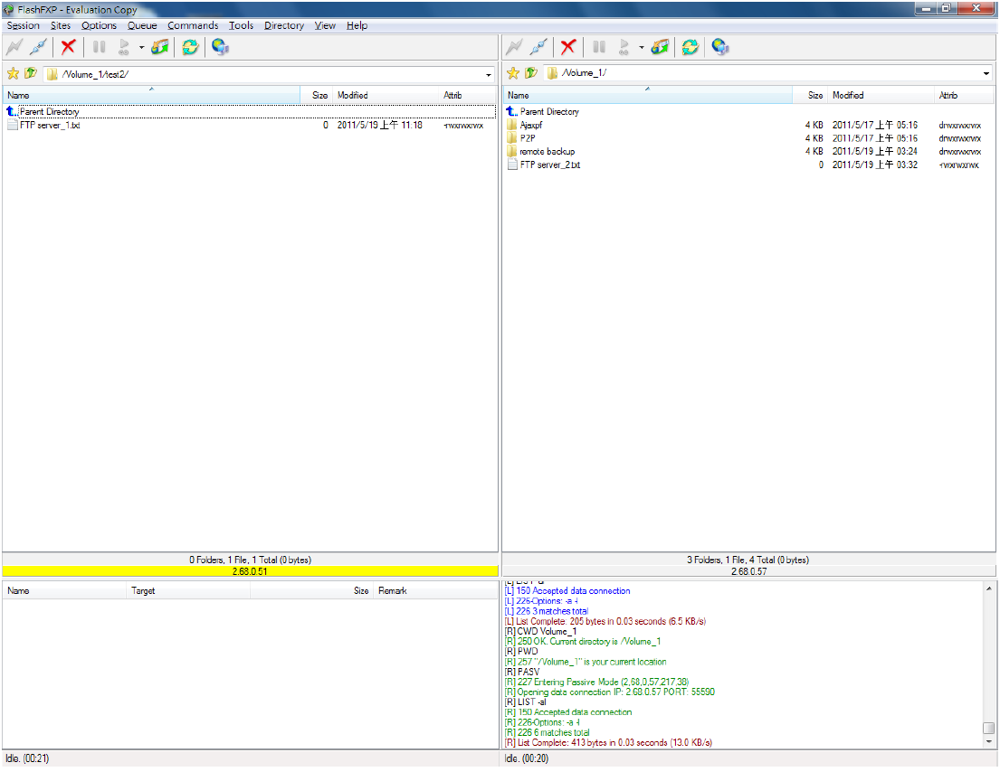 FlashFXP - Evaluation Copy
Session Sites Options Queue Commands Tools Directory View Help
/Volume_1/test2/
Name Size Modified Attrib
Parent Directory
FTP server_1.txt 0 2011/5/19 上午 11:18 -rwxrwxrwx
0 Folders, 1 File, 1 Total (0 bytes)
2.68.0.51
/Volume_1/
Name Size Modified Attrib
Parent Directory
Ajaxpf 4 KB 2011/5/17 上午 05:16 drwxrwxrwx
P2P 4 KB 2011/5/17 上午 05:16 drwxrwxrwx
remote backup 4 KB 2011/5/19 上午 03:24 drwxrwxrwx
FTP server_2.txt 0 2011/5/19 上午 03:32 -rwxrwxrwx
3 Folders, 1 File, 4 Total (0 bytes)
2.68.0.57
Name Target Size Remark
[L] LIST -al
[L] 150 Accepted data connection
[L] 226-Options: -a -l
[L] 226 3 matches total
[L] List Complete: 205 bytes in 0.03 seconds (6.5 KB/s)
[R] CWD Volume_1
[R] 250 OK. Current directory is /Volume_1
[R] PWD
[R] 257 "/Volume_1" is your current location
[R] PASV
[R] 227 Entering Passive Mode (2,68,0,57,217,38)
[R] Opening data connection IP: 2.68.0.57 PORT: 55590
[R] LIST -al
[R] 150 Accepted data connection
[R] 226-Options: -a -l
[R] 226 6 matches total
[R] List Complete: 413 bytes in 0.03 seconds (13.0 KB/s)
Idle. (00:21)
Idle. (00:20)